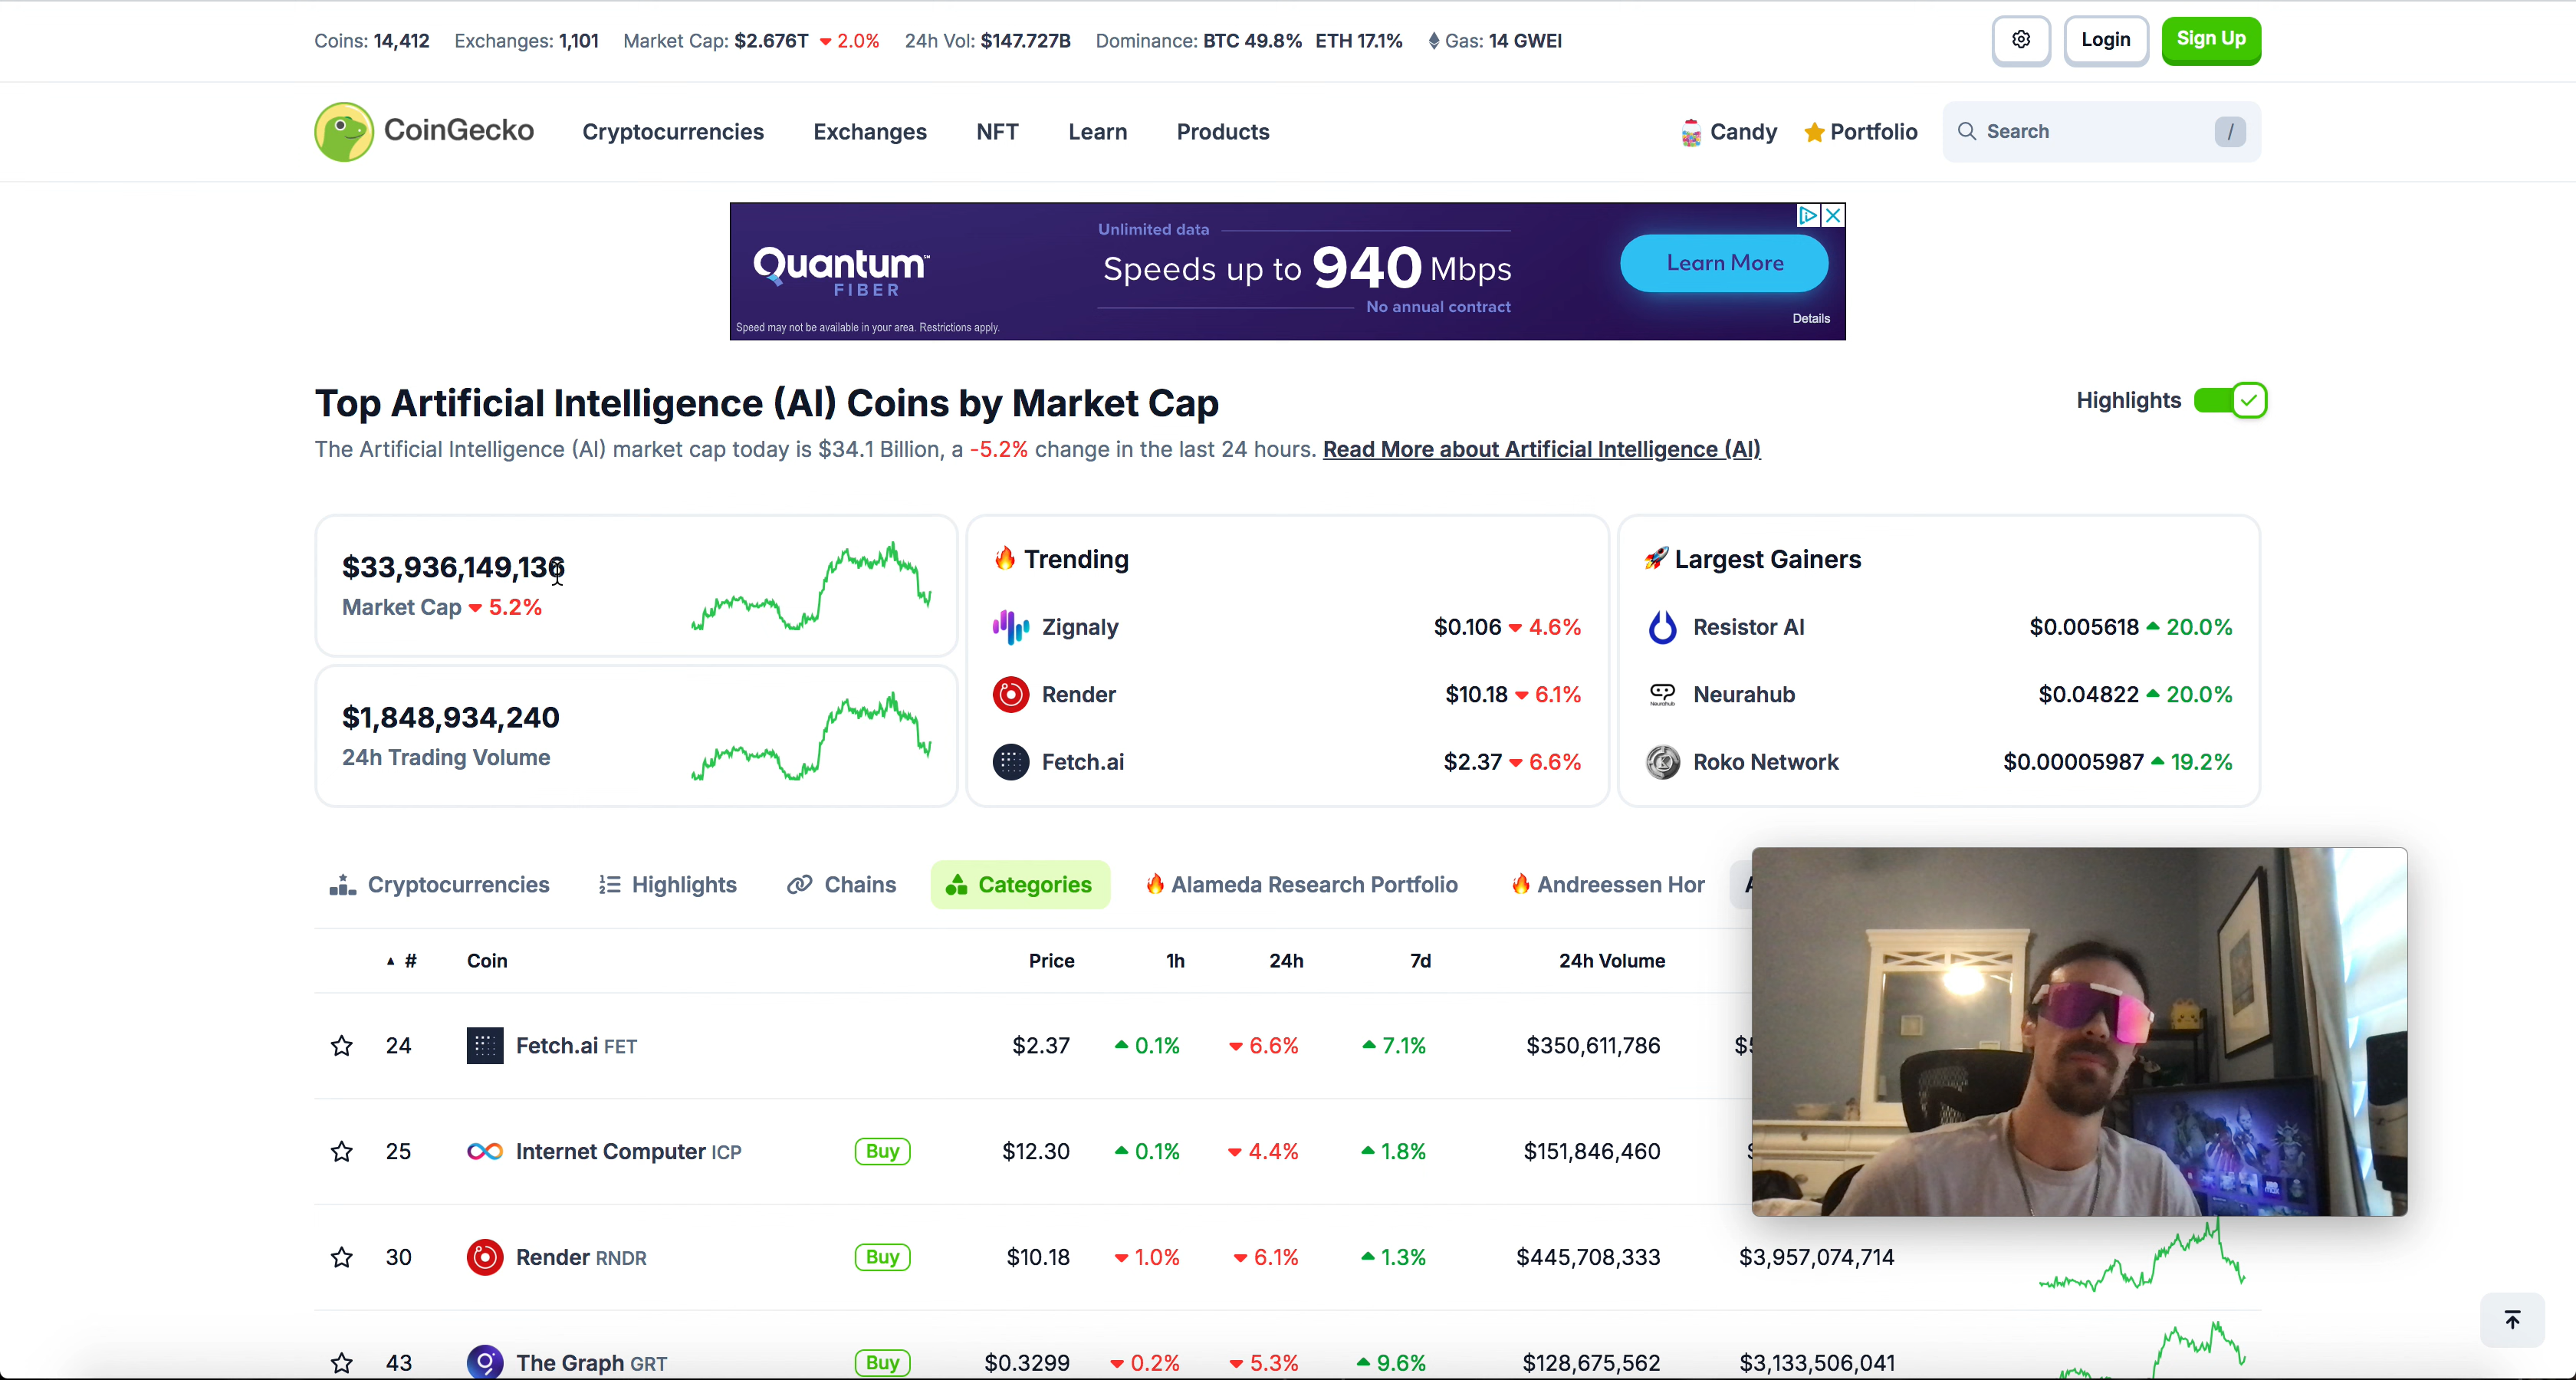 Coins: 14,412 Exchanges: 1,101 Market Cap: $2.676T 2.0% 24h Vol: $147.727B Dominance: BTC 49.8% ETH 17.1% Gas: 14 GWEI
Login
Sign Up
CoinGecko
Cryptocurrencies Exchanges NFT Learn Products
Candy Portfolio
Search /
Quantum
FIBER
Speed may not be available in your area. Restrictions apply.
Unlimited data
Speeds up to 940 Mbps
No annual contract
Learn More
Details
Top Artificial Intelligence (AI) Coins by Market Cap
Highlights
The Artificial Intelligence (AI) market cap today is $34.1 Billion, a -5.2% change in the last 24 hours. Read More about Artificial Intelligence (AI)
$33,936,149,136
Market Cap 5.2%
$1,848,934,240
24h Trading Volume
Trending
Zignaly $0.106 4.6%
Render $10.18 6.1%
Fetch.ai $2.37 6.6%
Largest Gainers
Resistor AI $0.005618 20.0%
Neurahub $0.04822 20.0%
Roko Network $0.00005987 19.2%
Cryptocurrencies Highlights Chains Categories Alameda Research Portfolio Andreessen Hor
# Coin Price 1h 24h 7d 24h Volume
24 Fetch.ai FET $2.37 0.1% 6.6% 7.1% $350,611,786
25 Internet Computer ICP Buy $12.30 0.1% 4.4% 1.8% $151,846,460
30 Render RNDR Buy $10.18 1.0% 6.1% 1.3% $445,708,333 $3,957,074,714
43 The Graph GRT Buy $0.3299 0.2% 5.3% 9.6% $128,675,562 $3,133,506,041